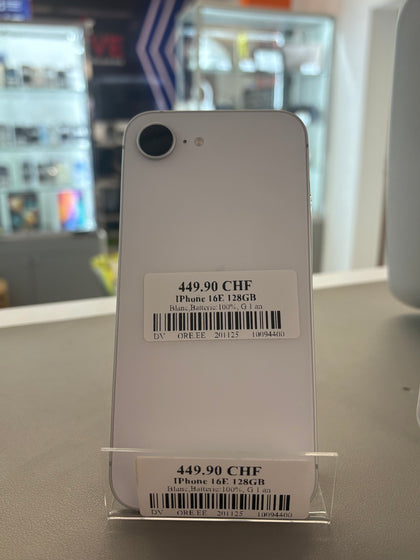 449.90 CHF
IPhone 16E 128GB
Blanc,Batterie:100%, G 1 an
DV ORE.EE 201125 10094400
449.90 CHF
IPhone 16E 128GB
Blanc,Batterie:100%, G 1 an
DV ORE.EE 201125 10094400